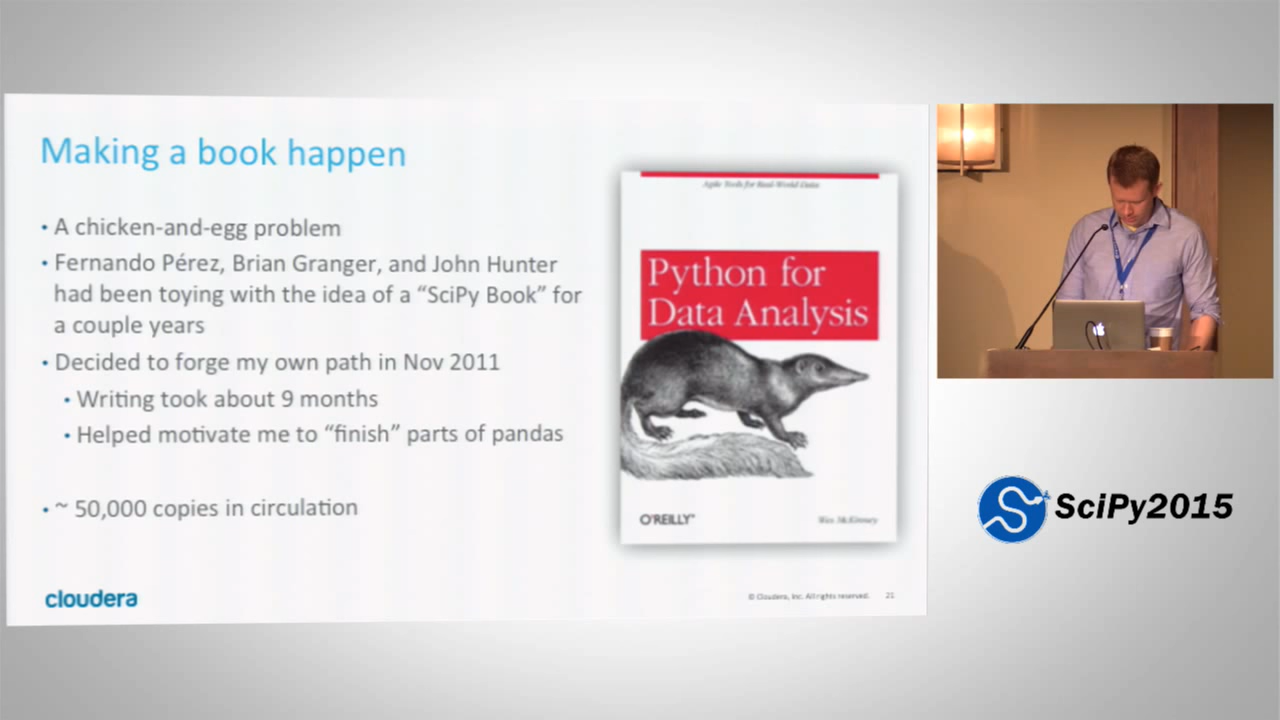 Making a book happen
• A chicken-and-egg problem
• Fernando Pérez, Brian Granger, and John Hunter
had been toying with the idea of a “SciPy Book” for
a couple years
• Decided to forge my own path in Nov 2011
• Writing took about 9 months
• Helped motivate me to “finish” parts of pandas
• ~ 50,000 copies in circulation
Agile Tools for Real-World Data
Python for
Data Analysis
O'REILLY®
Wes McKinney
cloudera
© Cloudera, Inc. All rights reserved. 21
SciPy2015